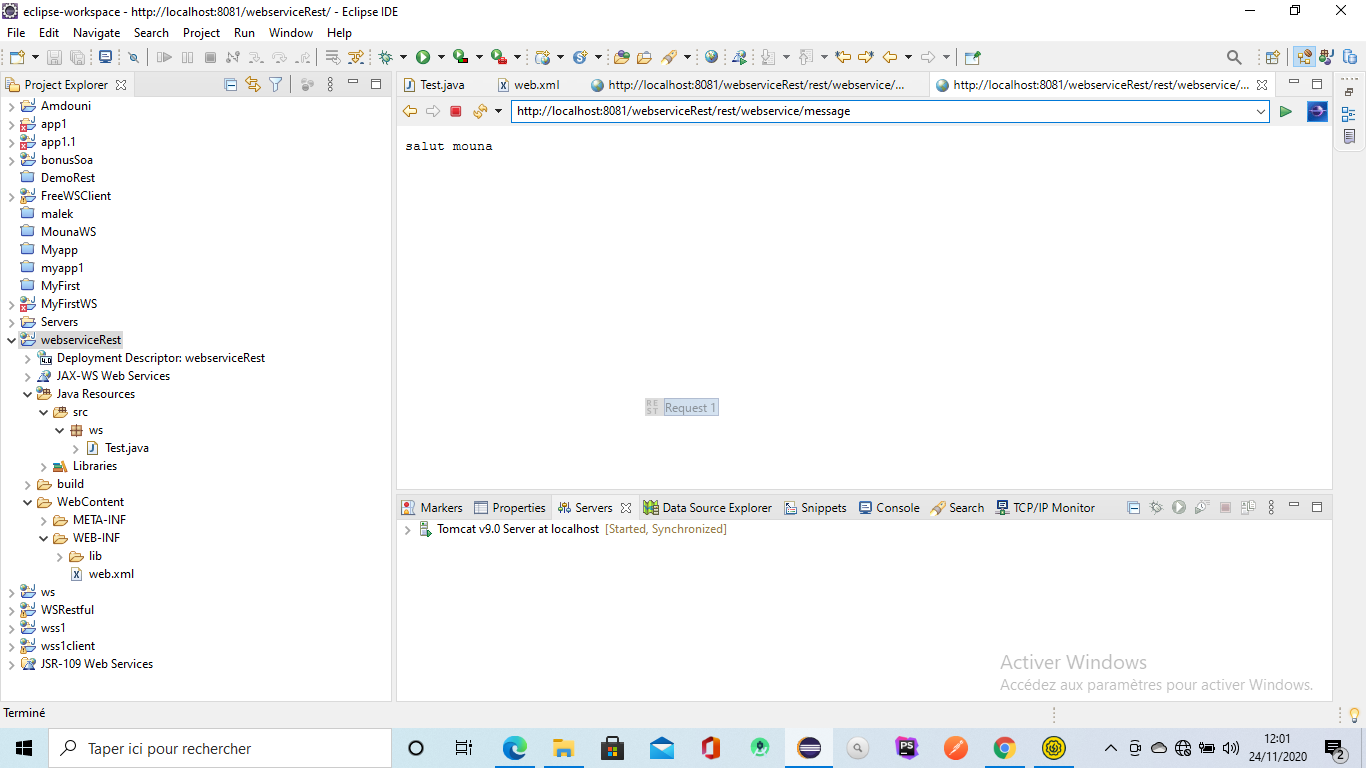 eclipse-workspace - http://localhost:8081/webserviceRest/ - Eclipse IDE
File Edit Navigate Search Project Run Window Help
Project Explorer
Test.java web.xml http://localhost:8081/webserviceRest/rest/webservice/... http://localhost:8081/webserviceRest/rest/webservice/...
http://localhost:8081/webserviceRest/rest/webservice/message
salut mouna
Amdouni
app1
app1.1
bonusSoa
DemoRest
FreeWSClient
malek
MounaWS
Myapp
myapp1
MyFirst
MyFirstWS
Servers
webserviceRest
Deployment Descriptor: webserviceRest
JAX-WS Web Services
Java Resources
src
ws
Test.java
Libraries
build
WebContent
META-INF
WEB-INF
lib
web.xml
ws
WSRestful
wss1
wss1client
JSR-109 Web Services
REST Request 1
Markers Properties Servers Data Source Explorer Snippets Console Search TCP/IP Monitor
Tomcat v9.0 Server at localhost [Started, Synchronized]
Activer Windows
Accédez aux paramètres pour activer Windows.
Terminé
Taper ici pour rechercher
PS
12:01
24/11/2020
2